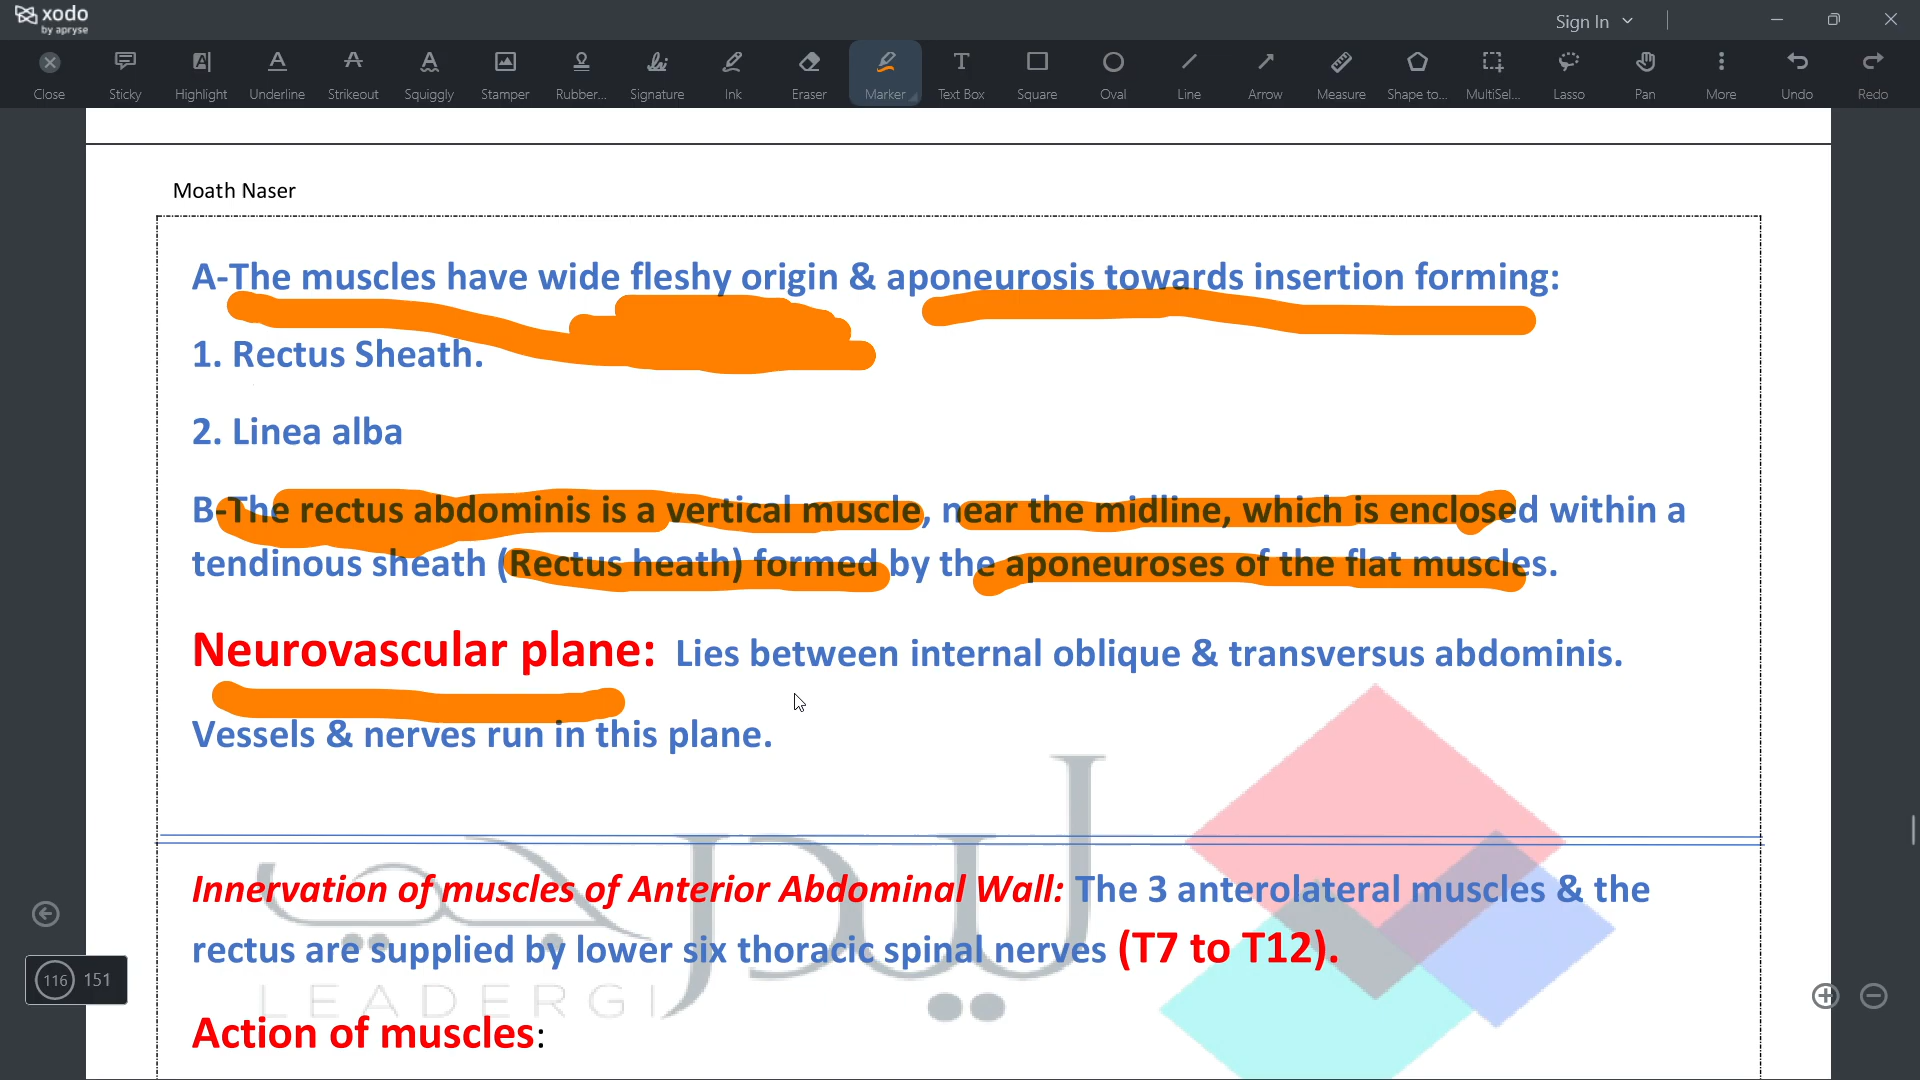 xodo
by apryse
Sign In
Close
Sticky
Highlight
Underline
Strikeout
Squiggly
Stamper
Rubber...
Signature
Ink
Eraser
Marker
Text Box
Square
Oval
Line
Arrow
Measure
Shape to...
MultiSel...
Lasso
Pan
More
Undo
Redo
Moath Naser
A-The muscles have wide fleshy origin & aponeurosis towards insertion forming:
1. Rectus Sheath.
2. Linea alba
B-The rectus abdominis is a vertical muscle, near the midline, which is enclosed within a
tendinous sheath (Rectus heath) formed by the aponeuroses of the flat muscles.
Neurovascular plane: Lies between internal oblique & transversus abdominis.
Vessels & nerves run in this plane.
Innervation of muscles of Anterior Abdominal Wall: The 3 anterolateral muscles & the
rectus are supplied by lower six thoracic spinal nerves (T7 to T12).
116 151
LEADERGI
Action of muscles: